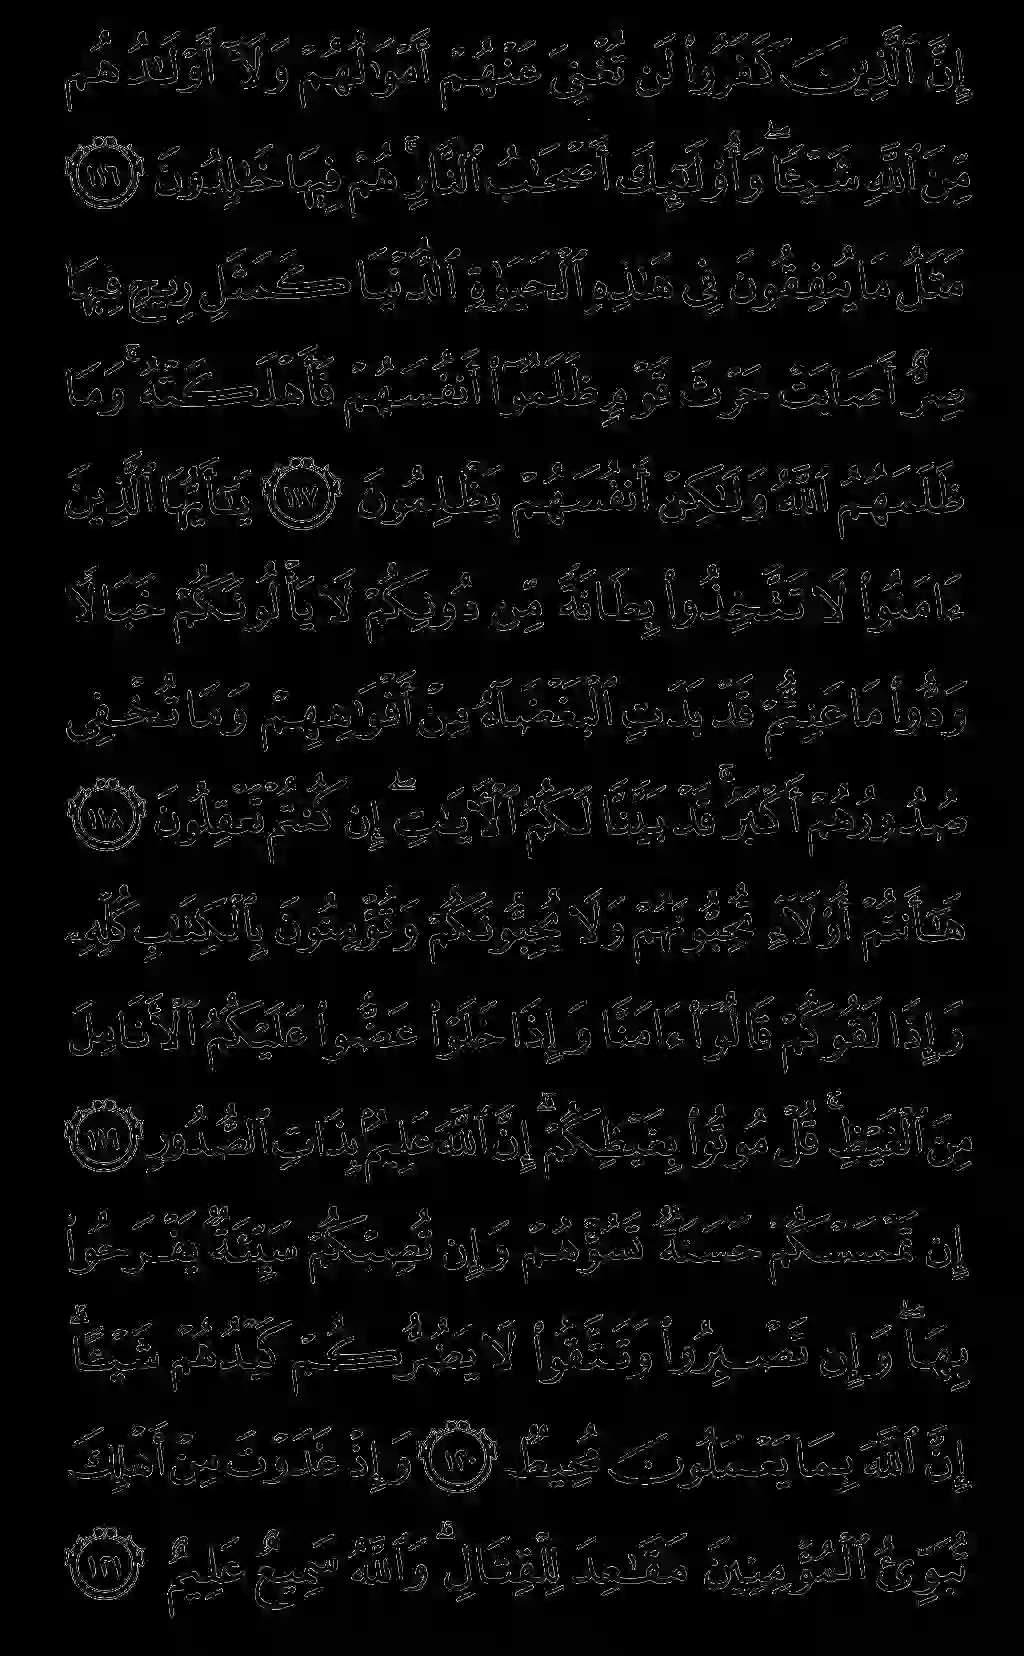 إِنَّ ٱلَّذِينَ كَفَرُوا۟ لَن تُغْنِىَ عَنْهُمْ أَمْوَٰلُهُمْ وَلَآ أَوْلَـٰدُهُم
مِّنَ ٱللَّهِ شَيْـًٔا ۖ وَأُو۟لَـٰٓئِكَ أَصْحَـٰبُ ٱلنَّارِ ۚ هُمْ فِيهَا خَـٰلِدُونَ ١١٦
مَثَلُ مَا يُنفِقُونَ فِى هَـٰذِهِ ٱلْحَيَوٰةِ ٱلدُّنْيَا كَمَثَلِ رِيحٍ فِيهَا
صِرٌّ أَصَابَتْ حَرْثَ قَوْمٍ ظَلَمُوٓا۟ أَنفُسَهُمْ فَأَهْلَكَتْهُ ۚ وَمَا
ظَلَمَهُمُ ٱللَّهُ وَلَـٰكِنْ أَنفُسَهُمْ يَظْلِمُونَ ١١٧ يَـٰٓأَيُّهَا ٱلَّذِينَ
ءَامَنُوا۟ لَا تَتَّخِذُوا۟ بِطَانَةً مِّن دُونِكُمْ لَا يَأْلُونَكُمْ خَبَالًا
وَدُّوا۟ مَا عَنِتُّمْ قَدْ بَدَتِ ٱلْبَغْضَآءُ مِنْ أَفْوَٰهِهِمْ وَمَا تُخْفِى
صُدُورُهُمْ أَكْبَرُ ۚ قَدْ بَيَّنَّا لَكُمُ ٱلْـَٔايَـٰتِ ۖ إِن كُنتُمْ تَعْقِلُونَ ١١٨
هَـٰٓأَنتُمْ أُو۟لَآءِ تُحِبُّونَهُمْ وَلَا يُحِبُّونَكُمْ وَتُؤْمِنُونَ بِٱلْكِتَـٰبِ كُلِّهِۦ
وَإِذَا لَقُوكُمْ قَالُوٓا۟ ءَامَنَّا وَإِذَا خَلَوْا۟ عَضُّوا۟ عَلَيْكُمُ ٱلْأَنَامِلَ
مِنَ ٱلْغَيْظِ ۚ قُلْ مُوتُوا۟ بِغَيْظِكُمْ ۗ إِنَّ ٱللَّهَ عَلِيمٌۢ بِذَاتِ ٱلصُّدُورِ ١١٩
إِن تَمْسَسْكُمْ حَسَنَةٌ تَسُؤْهُمْ وَإِن تُصِبْكُمْ سَيِّئَةٌ يَفْرَحُوا۟
بِهَا ۖ وَإِن تَصْبِرُوا۟ وَتَتَّقُوا۟ لَا يَضُرُّكُمْ كَيْدُهُمْ شَيْـًٔا ۗ
إِنَّ ٱللَّهَ بِمَا يَعْمَلُونَ مُحِيطٌ ١٢٠ وَإِذْ غَدَوْتَ مِنْ أَهْلِكَ
تُبَوِّئُ ٱلْمُؤْمِنِينَ مَقَـٰعِدَ لِلْقِتَالِ ۗ وَٱللَّهُ سَمِيعٌ عَلِيمٌ ١٢١